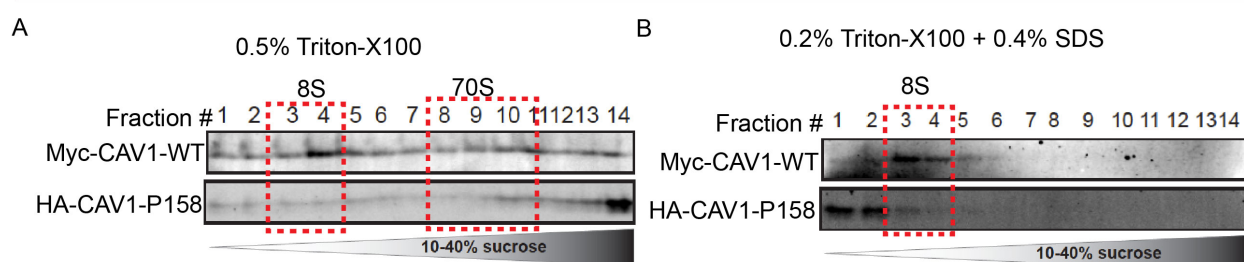 A
0.5% Triton-X100
8S
70S
Fraction # 1 2 3 4 5 6 7 8 9 10 11 12 13 14
Myc-CAV1-WT
HA-CAV1-P158
10-40% sucrose
B
0.2% Triton-X100 + 0.4% SDS
8S
Fraction # 1 2 3 4 5 6 7 8 9 10 11 12 13 14
Myc-CAV1-WT
HA-CAV1-P158
10-40% sucrose